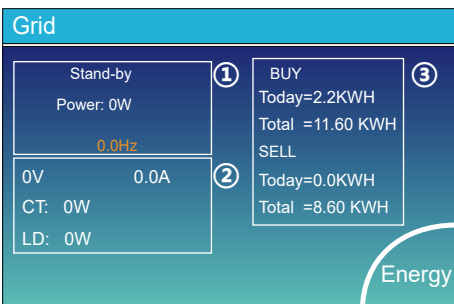 Grid
Stand-by
Power: 0W
0.0Hz
①
0V 0.0A
CT: 0W
LD: 0W
②
BUY
Today=2.2KWH
Total =11.60 KWH
SELL
Today=0.0KWH
Total =8.60 KWH
③
Energy